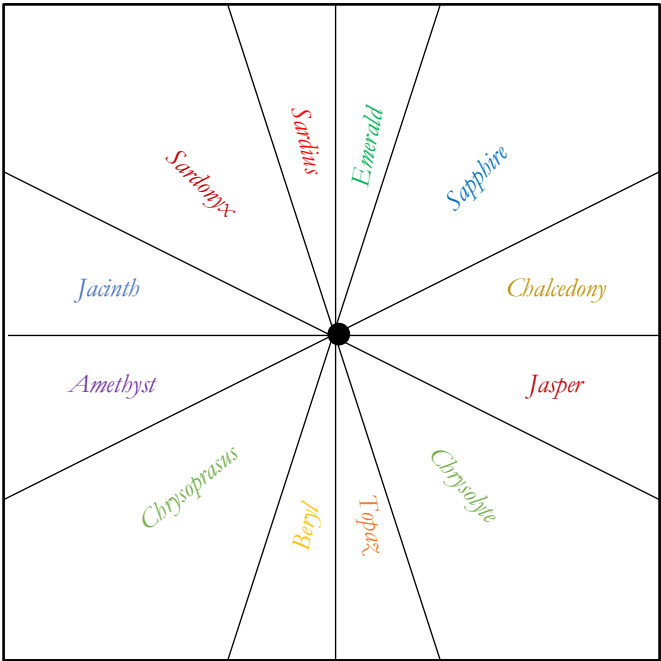 Sardius
Emerald
Sardonyx
Sapphire
Jacinth
Chalcedony
Amethyst
Jasper
Chrysoprasus
Chrysolyte
Beryl
Topaz